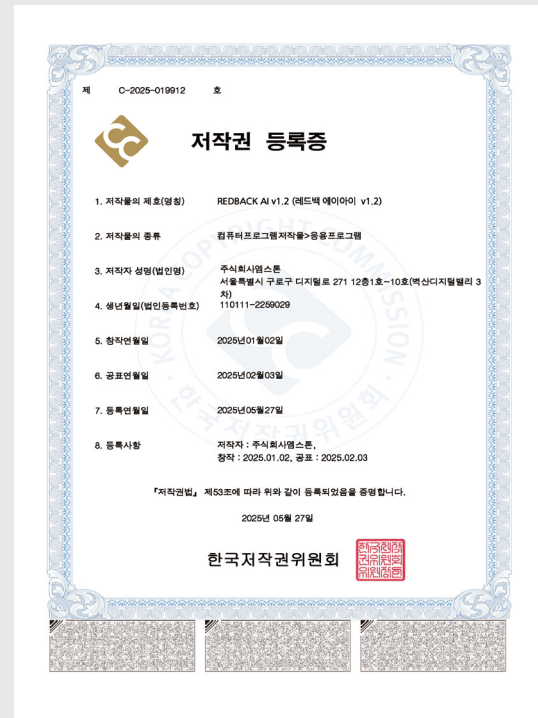 제 C-2025-019912 호
저작권 등록증
1. 저작물의 제호(명칭) REDBACK AI v1.2 (레드백 에이아이 v1.2)
2. 저작물의 종류 컴퓨터프로그램저작물>응용프로그램
3. 저작자 성명(법인명) 주식회사엠스톤
서울특별시 구로구 디지털로 271 12층1호~10호(벽산디지털밸리 3
차)
4. 생년월일(법인등록번호) 110111-2259029
5. 창작연월일 2025년01월02일
6. 공표연월일 2025년02월03일
7. 등록연월일 2025년05월27일
8. 등록사항 저작자 : 주식회사엠스톤,
창작 : 2025.01.02, 공표 : 2025.02.03
『저작권법』 제53조에 따라 위와 같이 등록되었음을 증명합니다.
2025년 05월 27일
한국저작권위원회
KOREA COPYRIGHT COMMISSION
한국저작권위원회